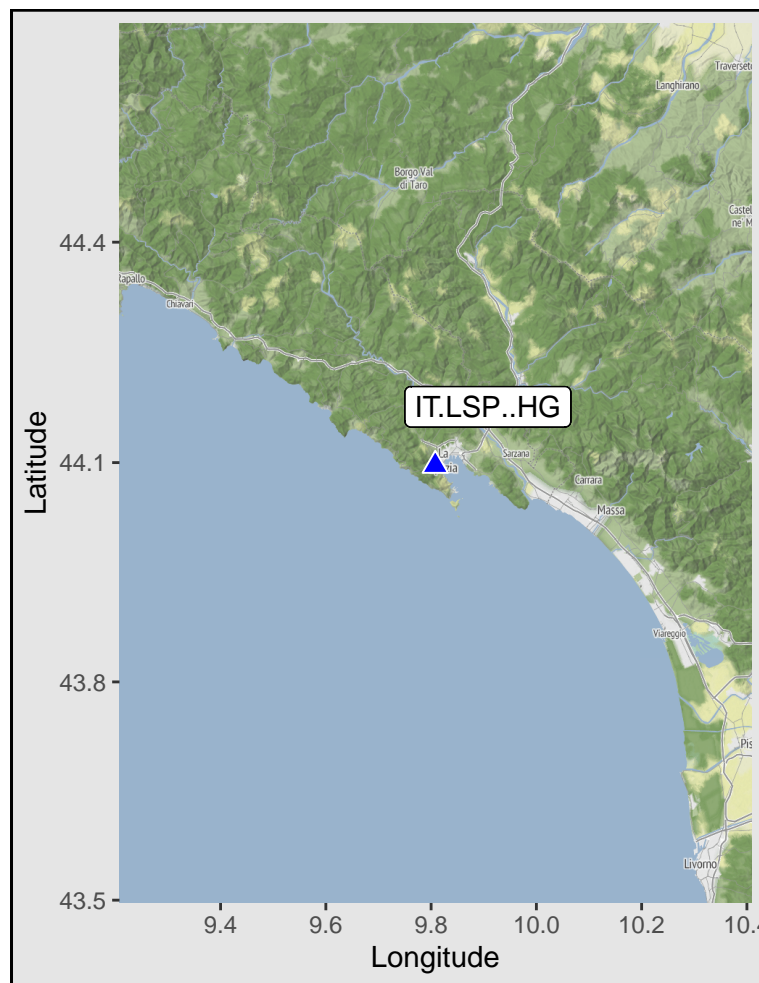 Traverseto
Langhirano
Borgo Val
di Taro
Castel
ne M
44.4
Rapallo
Chiavari
IT.LSP..HG
44.1
La
zia
Sarzana
Carrara
Massa
Viareggio
43.8
Pis
Livorno
43.5
9.4 9.6 9.8 10.0 10.2 10.4
Longitude
Latitude